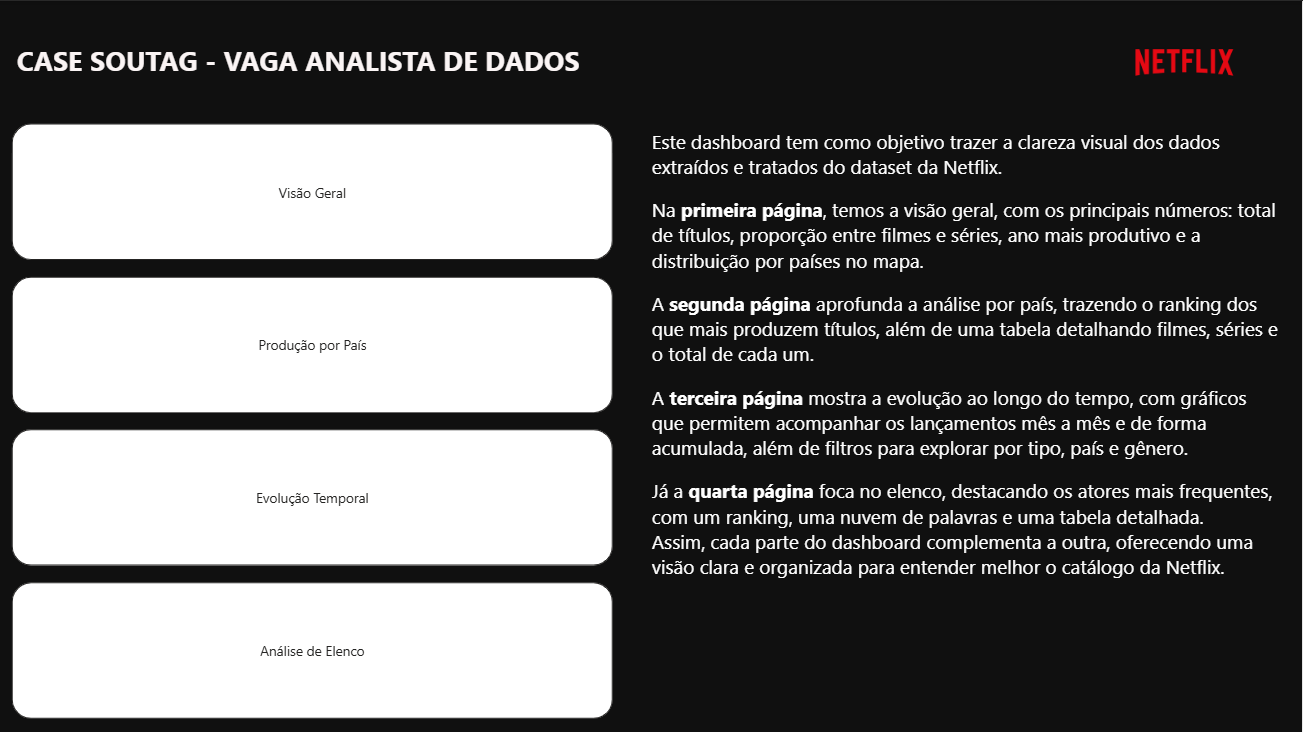 CASE SOUTAG - VAGA ANALISTA DE DADOS
NETFLIX
Visão Geral
Produção por País
Evolução Temporal
Análise de Elenco
Este dashboard tem como objetivo trazer a clareza visual dos dados
extraídos e tratados do dataset da Netflix.
Na primeira página, temos a visão geral, com os principais números: total
de títulos, proporção entre filmes e séries, ano mais produtivo e a
distribuição por países no mapa.
A segunda página aprofunda a análise por país, trazendo o ranking dos
que mais produzem títulos, além de uma tabela detalhando filmes, séries e
o total de cada um.
A terceira página mostra a evolução ao longo do tempo, com gráficos
que permitem acompanhar os lançamentos mês a mês e de forma
acumulada, além de filtros para explorar por tipo, país e gênero.
Já a quarta página foca no elenco, destacando os atores mais frequentes,
com um ranking, uma nuvem de palavras e uma tabela detalhada.
Assim, cada parte do dashboard complementa a outra, oferecendo uma
visão clara e organizada para entender melhor o catálogo da Netflix.